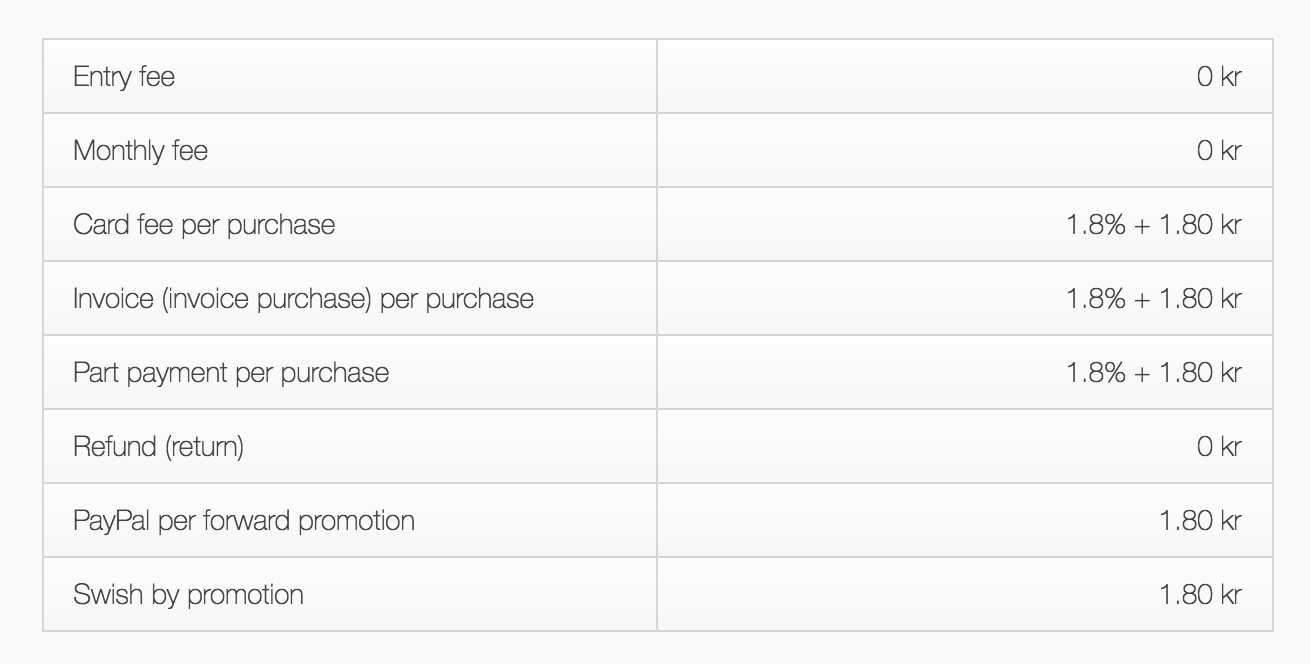 Entry fee 0 kr
Monthly fee 0 kr
Card fee per purchase 1.8% + 1.80 kr
Invoice (invoice purchase) per purchase 1.8% + 1.80 kr
Part payment per purchase 1.8% + 1.80 kr
Refund (return) 0 kr
PayPal per forward promotion 1.80 kr
Swish by promotion 1.80 kr